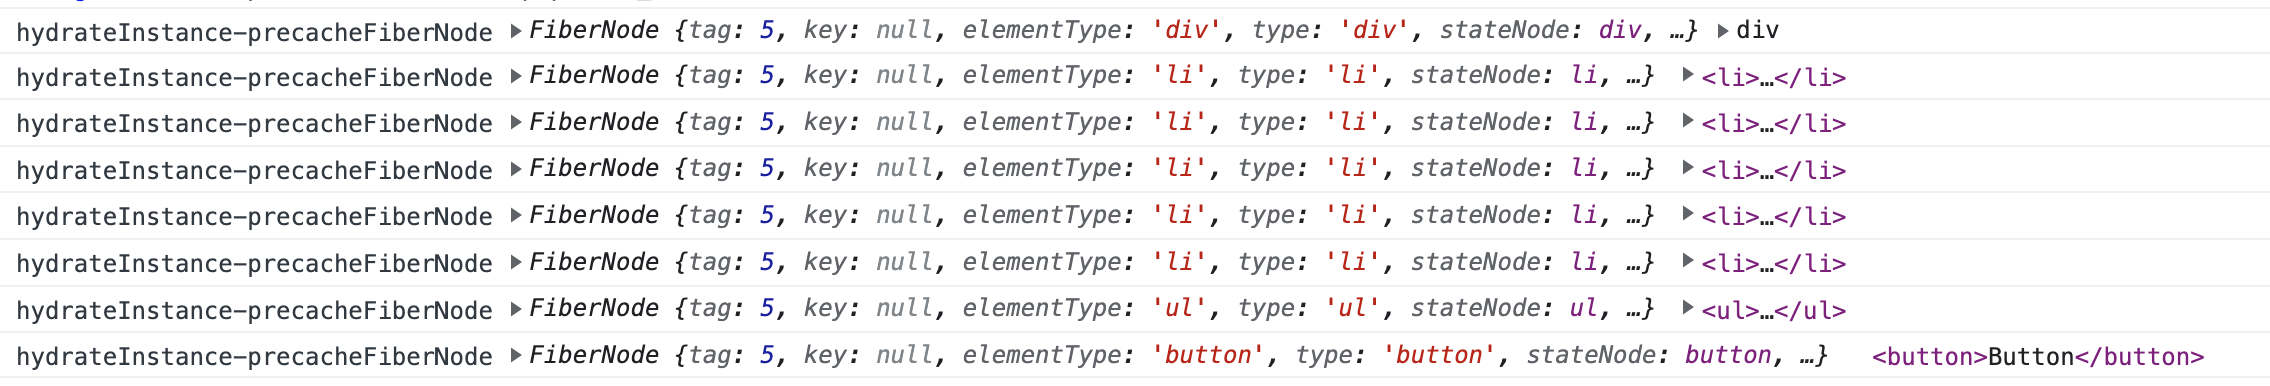 hydrateInstance-precacheFiberNode ▶FiberNode {tag: 5, key: null, elementType: 'div', type: 'div', stateNode: div, …} ▶div
hydrateInstance-precacheFiberNode ▶FiberNode {tag: 5, key: null, elementType: 'li', type: 'li', stateNode: li, …} ▶<li>…</li>
hydrateInstance-precacheFiberNode ▶FiberNode {tag: 5, key: null, elementType: 'li', type: 'li', stateNode: li, …} ▶<li>…</li>
hydrateInstance-precacheFiberNode ▶FiberNode {tag: 5, key: null, elementType: 'li', type: 'li', stateNode: li, …} ▶<li>…</li>
hydrateInstance-precacheFiberNode ▶FiberNode {tag: 5, key: null, elementType: 'li', type: 'li', stateNode: li, …} ▶<li>…</li>
hydrateInstance-precacheFiberNode ▶FiberNode {tag: 5, key: null, elementType: 'li', type: 'li', stateNode: li, …} ▶<li>…</li>
hydrateInstance-precacheFiberNode ▶FiberNode {tag: 5, key: null, elementType: 'ul', type: 'ul', stateNode: ul, …} ▶<ul>…</ul>
hydrateInstance-precacheFiberNode ▶FiberNode {tag: 5, key: null, elementType: 'button', type: 'button', stateNode: button, …} <button>Button</button>